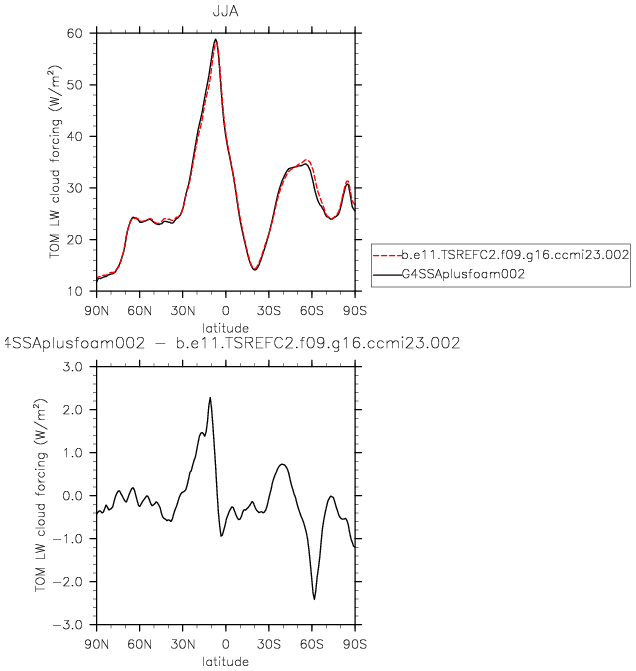 JJA
TOM LW cloud forcing (W/m²)
60
50
40
30
20
10
90N 60N 30N 0 30S 60S 90S
latitude
b.e11.TSREFC2.f09.g16.ccmi23.002
G4SSAplusfoam002
4SSAplusfoam002 − b.e11.TSREFC2.f09.g16.ccmi23.002
TOM LW cloud forcing (W/m²)
3.0
2.0
1.0
0.0
−1.0
−2.0
−3.0
90N 60N 30N 0 30S 60S 90S
latitude